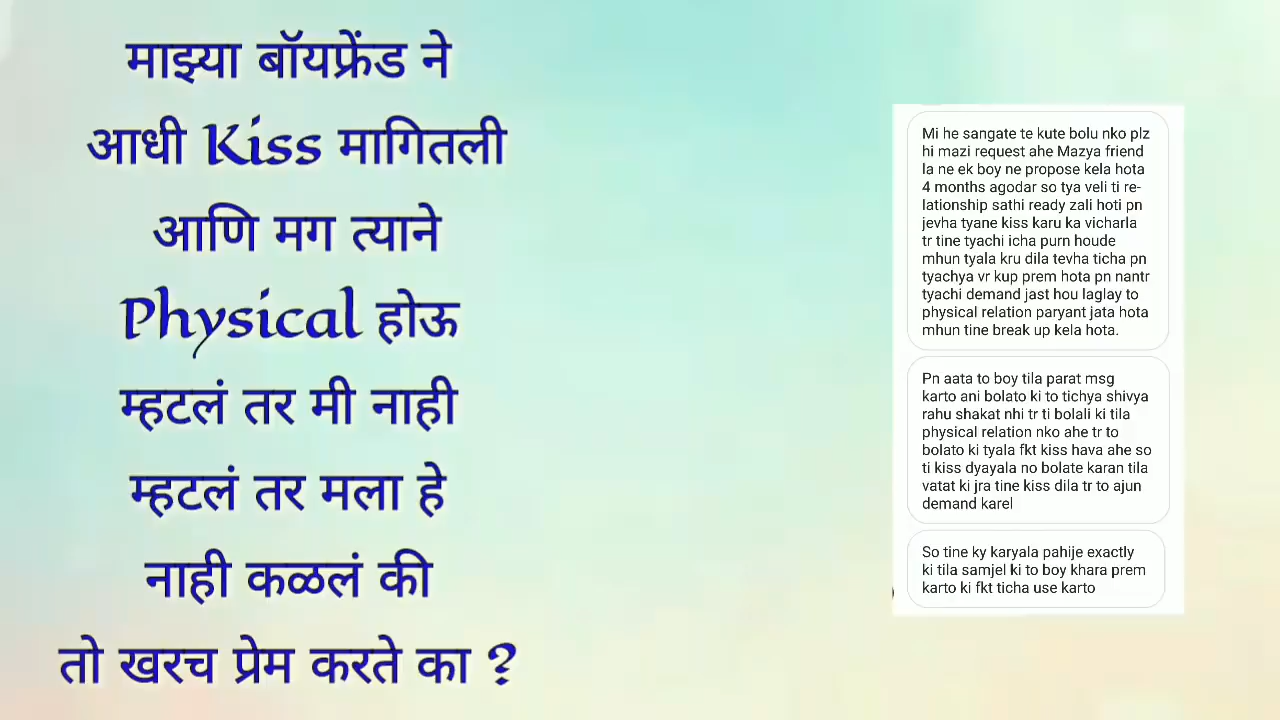 माझ्या बॉयफ्रेंड ने
आधी Kiss मागितली
आणि मग त्याने
Physical होऊ
म्हटलं तर मी नाही
म्हटलं तर मला हे
नाही कळलं की
तो खरच प्रेम करते का ?
Mi he sangate te kute bolu nko plz
hi mazi request ahe Mazya friend
la ne ek boy ne propose kela hota
4 months agodar so tya veli ti re-
lationship sathi ready zali hoti pn
jevha tyane kiss karu ka vicharla
tr tine tyachi icha purn houde
mhun tyala kru dila tevha ticha pn
tyachya vr kup prem hota pn nantr
tyachi demand jast hou laglay to
physical relation paryant jata hota
mhun tine break up kela hota.
Pn aata to boy tila parat msg
karto ani bolato ki to tichya shivya
rahu shakat nhi tr ti bolali ki tila
physical relation nko ahe tr to
bolato ki tyala fkt kiss hava ahe so
ti kiss dyayala no bolate karan tila
vatat ki jra tine kiss dila tr to ajun
demand karel
So tine ky karyala pahije exactly
ki tila samjel ki to boy khara prem
karto ki fkt ticha use karto